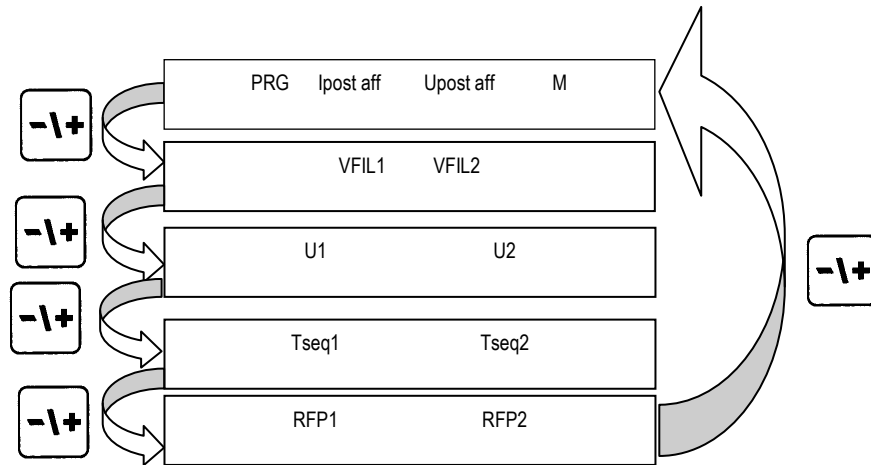 PRG Ipost aff Upost aff M
-\+
VFIL1 VFIL2
-\+
U1 U2
-\+
-\+
Tseq1 Tseq2
-\+
RFP1 RFP2